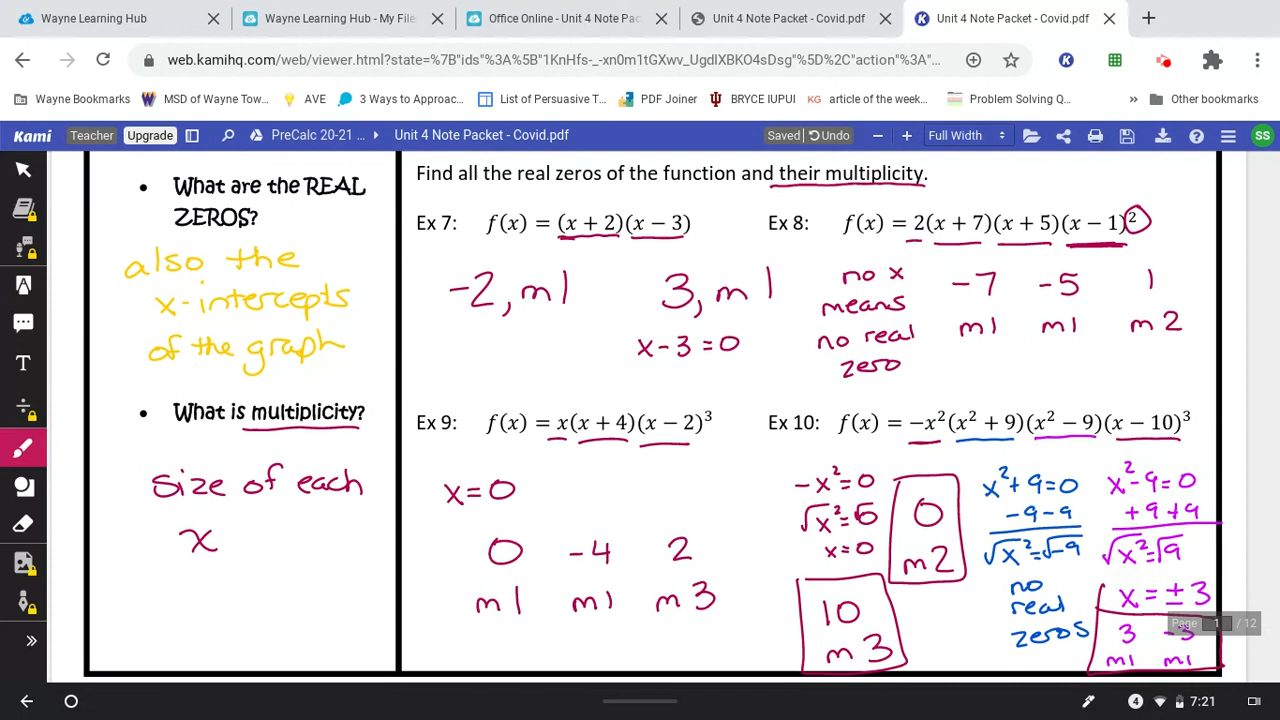 Wayne Learning Hub
Wayne Learning Hub - My File
Office Online - Unit 4 Note Pac
Unit 4 Note Packet - Covid.pdf
Unit 4 Note Packet - Covid.pdf
web.kamihq.com/web/viewer.html?state=%7B"ids"%3A%5B"1KnHfs-_-xn0m1tGXwv_UgdlXBKO4sDsg"%5D%2C"action"%3A"...
Wayne Bookmarks
MSD of Wayne Tow...
AVE
3 Ways to Approac...
List of Persuasive T...
PDF Joiner
BRYCE IUPUI
KG article of the week...
Problem Solving Q...
» Other bookmarks
Kami Teacher Upgrade PreCalc 20-21 ... Unit 4 Note Packet - Covid.pdf Saved Undo Full Width SS
• What are the REAL
ZEROS?
also the
x-intercepts
of the graph
• What is multiplicity?
size of each
x
Find all the real zeros of the function and their multiplicity.
Ex 7: f(x) = (x + 2)(x − 3)
-2, m1 3, m1
x-3=0
Ex 8: f(x) = 2(x + 7)(x + 5)(x − 1)²
no x
means
no real
zero
-7 -5 1
m1 m1 m2
Ex 9: f(x) = x(x + 4)(x − 2)³
x=0
0 -4 2
m1 m1 m3
Ex 10: f(x) = −x²(x² + 9)(x² − 9)(x − 10)³
-x²=0
√x²=√0
x=0
0
m2
10
m3
x²+9=0
-9 -9
√x²=√-9
no
real
zeros
x²-9=0
+9 +9
√x²=√9
x=±3
3 -3
m1 m1
Page 1 / 12
4 7:21